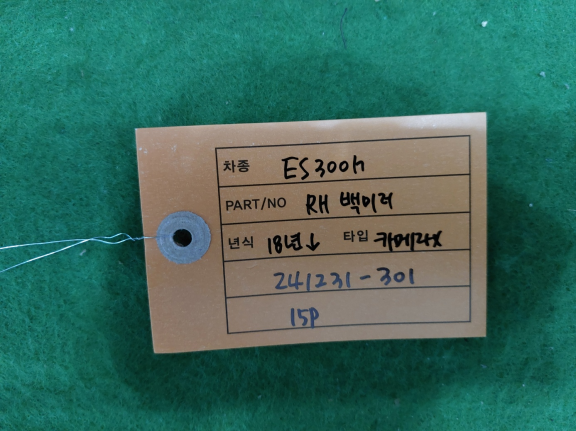 차종 ES300h
PART/NO RH 백미러
년식 18년↓ 타입 카메라X
241231-301
15P